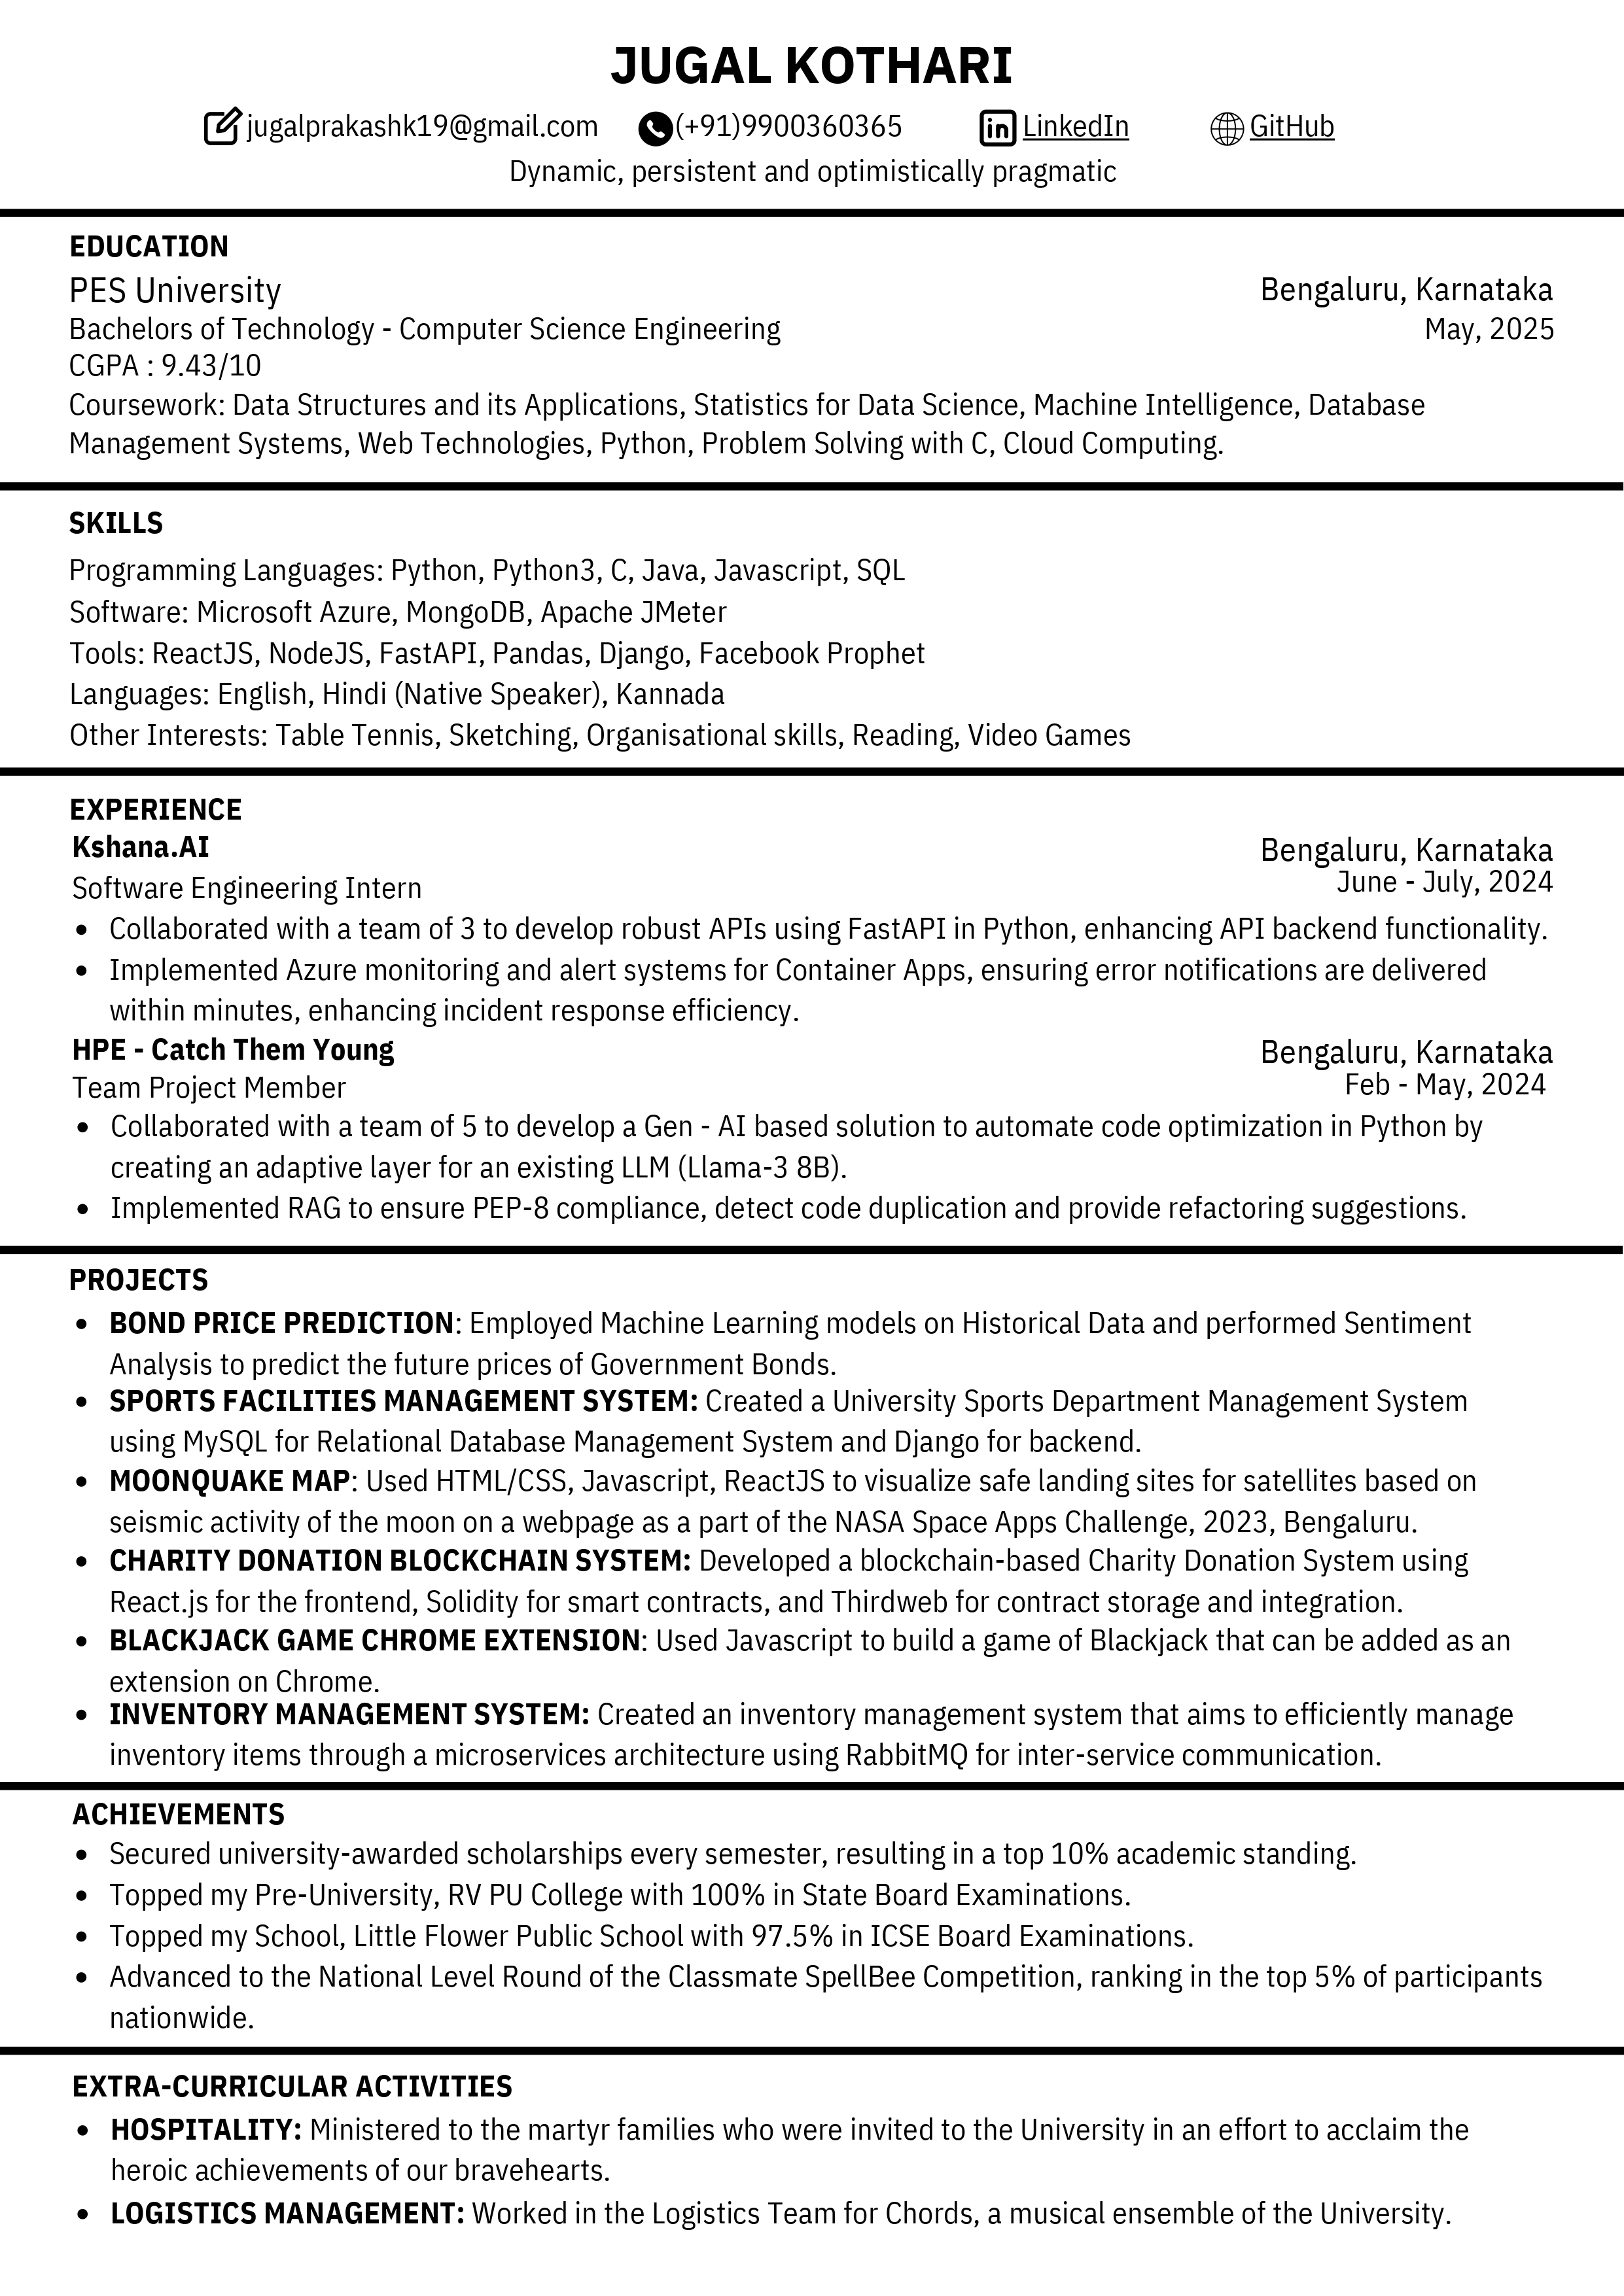 JUGAL KOTHARI
jugalprakashk19@gmail.com (+91)9900360365 LinkedIn GitHub
Dynamic, persistent and optimistically pragmatic
EDUCATION
PES University Bengaluru, Karnataka
Bachelors of Technology - Computer Science Engineering May, 2025
CGPA : 9.43/10
Coursework: Data Structures and its Applications, Statistics for Data Science, Machine Intelligence, Database
Management Systems, Web Technologies, Python, Problem Solving with C, Cloud Computing.
SKILLS
Programming Languages: Python, Python3, C, Java, Javascript, SQL
Software: Microsoft Azure, MongoDB, Apache JMeter
Tools: ReactJS, NodeJS, FastAPI, Pandas, Django, Facebook Prophet
Languages: English, Hindi (Native Speaker), Kannada
Other Interests: Table Tennis, Sketching, Organisational skills, Reading, Video Games
EXPERIENCE
Kshana.AI Bengaluru, Karnataka
Software Engineering Intern June - July, 2024
• Collaborated with a team of 3 to develop robust APIs using FastAPI in Python, enhancing API backend functionality.
• Implemented Azure monitoring and alert systems for Container Apps, ensuring error notifications are delivered
within minutes, enhancing incident response efficiency.
HPE - Catch Them Young Bengaluru, Karnataka
Team Project Member Feb - May, 2024
• Collaborated with a team of 5 to develop a Gen - AI based solution to automate code optimization in Python by
creating an adaptive layer for an existing LLM (Llama-3 8B).
• Implemented RAG to ensure PEP-8 compliance, detect code duplication and provide refactoring suggestions.
PROJECTS
• BOND PRICE PREDICTION: Employed Machine Learning models on Historical Data and performed Sentiment
Analysis to predict the future prices of Government Bonds.
• SPORTS FACILITIES MANAGEMENT SYSTEM: Created a University Sports Department Management System
using MySQL for Relational Database Management System and Django for backend.
• MOONQUAKE MAP: Used HTML/CSS, Javascript, ReactJS to visualize safe landing sites for satellites based on
seismic activity of the moon on a webpage as a part of the NASA Space Apps Challenge, 2023, Bengaluru.
• CHARITY DONATION BLOCKCHAIN SYSTEM: Developed a blockchain-based Charity Donation System using
React.js for the frontend, Solidity for smart contracts, and Thirdweb for contract storage and integration.
• BLACKJACK GAME CHROME EXTENSION: Used Javascript to build a game of Blackjack that can be added as an
extension on Chrome.
• INVENTORY MANAGEMENT SYSTEM: Created an inventory management system that aims to efficiently manage
inventory items through a microservices architecture using RabbitMQ for inter-service communication.
ACHIEVEMENTS
• Secured university-awarded scholarships every semester, resulting in a top 10% academic standing.
• Topped my Pre-University, RV PU College with 100% in State Board Examinations.
• Topped my School, Little Flower Public School with 97.5% in ICSE Board Examinations.
• Advanced to the National Level Round of the Classmate SpellBee Competition, ranking in the top 5% of participants
nationwide.
EXTRA-CURRICULAR ACTIVITIES
• HOSPITALITY: Ministered to the martyr families who were invited to the University in an effort to acclaim the
heroic achievements of our bravehearts.
• LOGISTICS MANAGEMENT: Worked in the Logistics Team for Chords, a musical ensemble of the University.